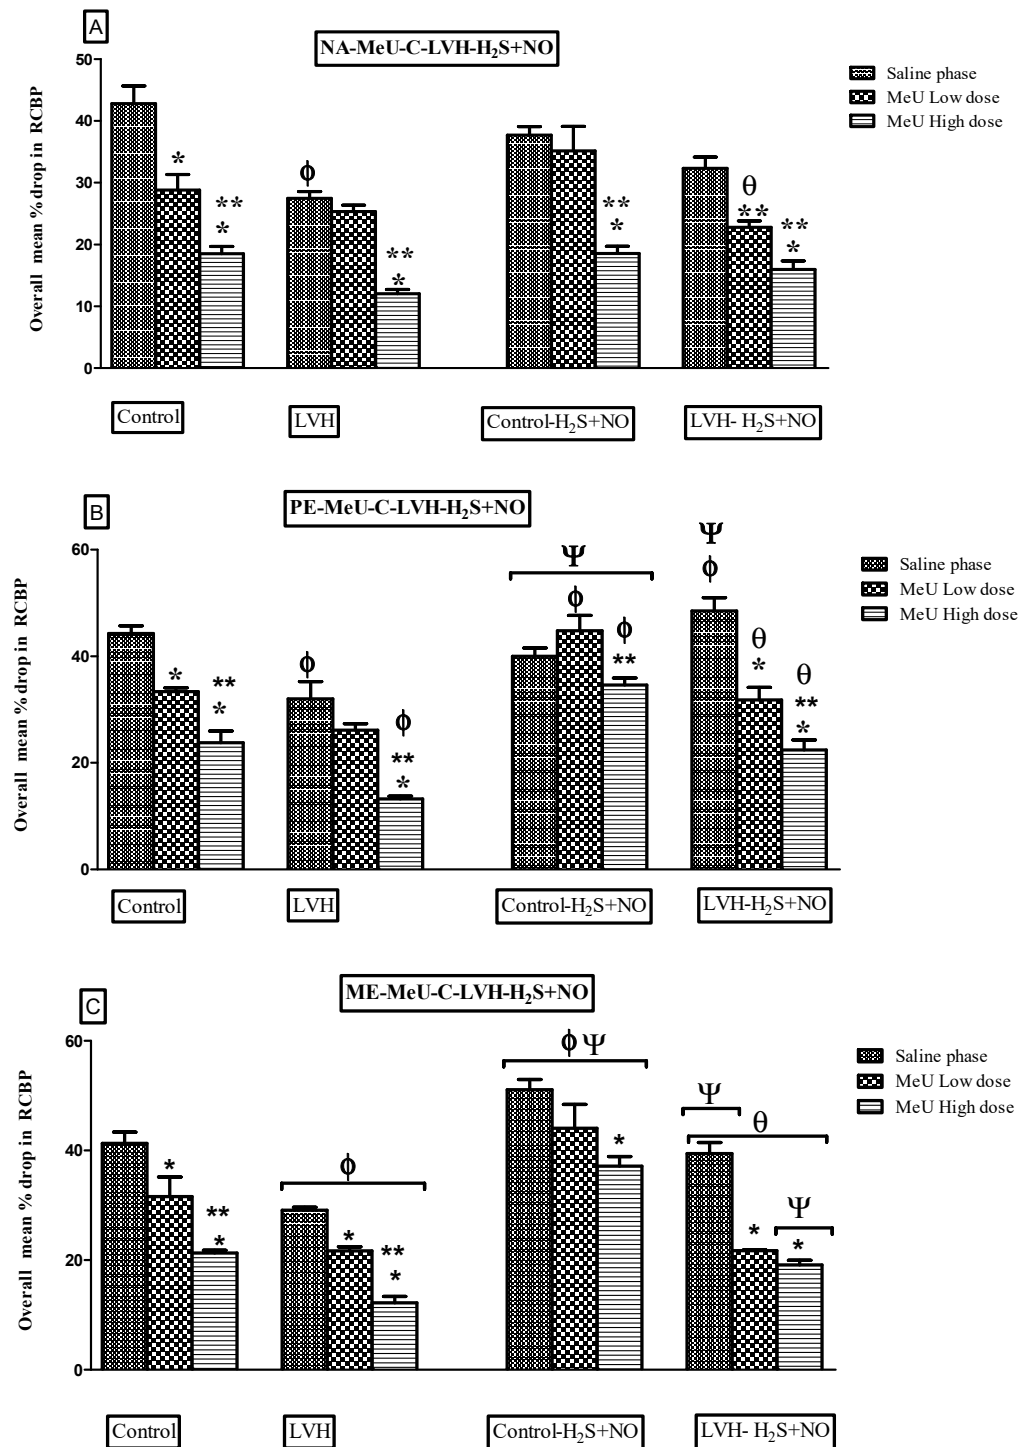 A
NA-MeU-C-LVH-H₂S+NO
Overall mean % drop in RCBP
50
40
30
20
10
0
Saline phase
MeU Low dose
MeU High dose
*
**
*
ϕ
**
*
**
*
θ
**
**
*
Control
LVH
Control-H₂S+NO
LVH- H₂S+NO
B
PE-MeU-C-LVH-H₂S+NO
Overall mean % drop in RCBP
60
40
20
0
Saline phase
MeU Low dose
MeU High dose
*
**
*
ϕ
ϕ
**
*
Ψ
ϕ
ϕ
**
Ψ
ϕ
θ
*
θ
**
*
Control
LVH
Control-H₂S+NO
LVH-H₂S+NO
C
ME-MeU-C-LVH-H₂S+NO
Overall mean % drop in RCBP
60
40
20
0
Saline phase
MeU Low dose
MeU High dose
*
**
*
ϕ
*
**
*
ϕ Ψ
*
Ψ
θ
*
Ψ
*
Control
LVH
Control-H₂S+NO
LVH- H₂S+NO